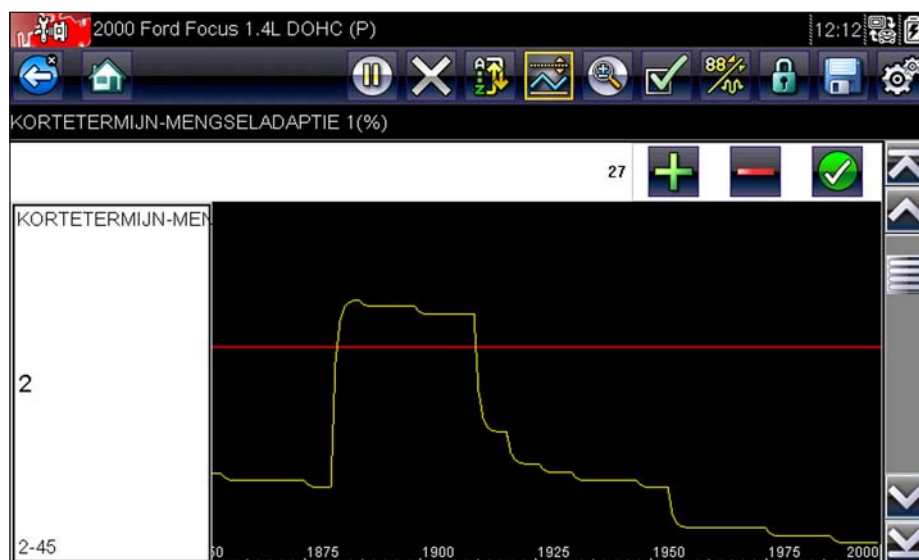 2000 Ford Focus 1.4L DOHC (P)
12:12
KORTETERMIJN-MENGSELADAPTIE 1(%)
27
KORTETERMIJN-MEN
2
2-45
50 1875 1900 1925 1950 1975 2000